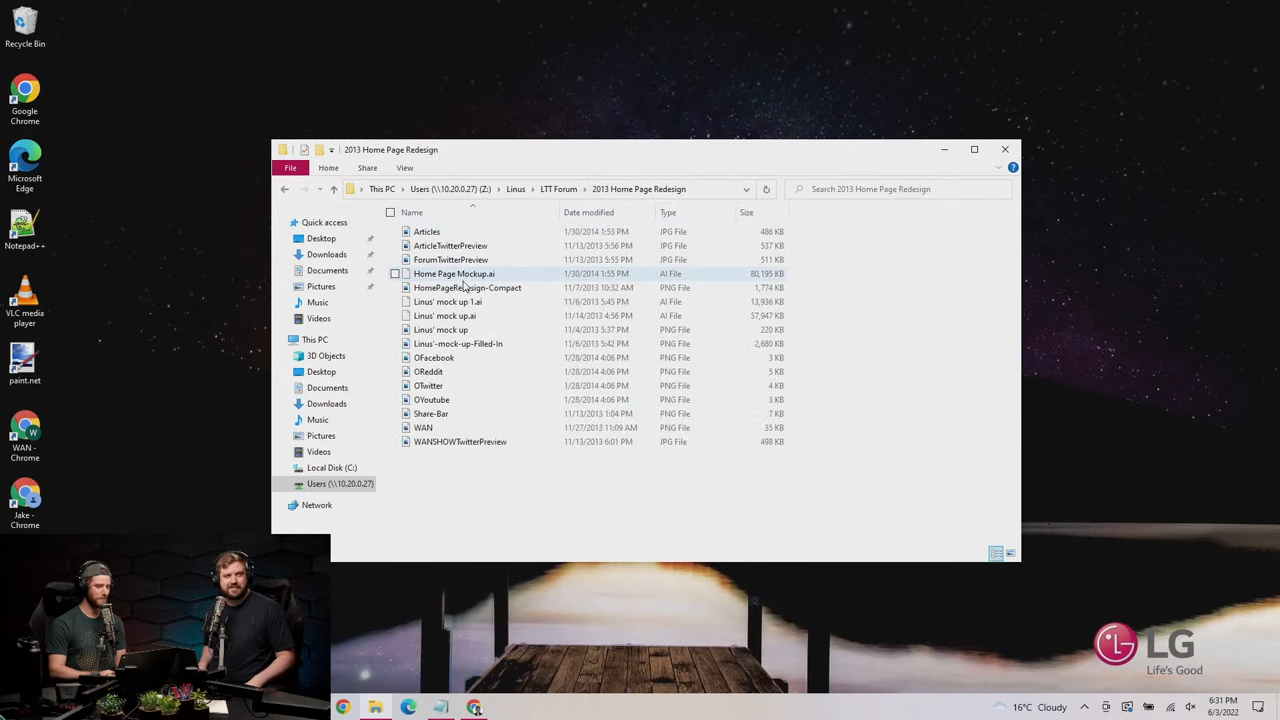 Recycle Bin
Google
Chrome
Microsoft
Edge
Notepad++
VLC media
player
paint.net
W
WAN -
Chrome
Jake -
Chrome
2013 Home Page Redesign
File Home Share View
This PC Users (\\10.20.0.27) (Z:) Linus LTT Forum 2013 Home Page Redesign
Search 2013 Home Page Redesign
Quick access
Desktop
Downloads
Documents
Pictures
Music
Videos
This PC
3D Objects
Desktop
Documents
Downloads
Music
Pictures
Videos
Local Disk (C:)
Users (\\10.20.0.27)
Network
Name Date modified Type Size
Articles 1/30/2014 1:53 PM JPG File 486 KB
ArticleTwitterPreview 11/13/2013 5:56 PM JPG File 537 KB
ForumTwitterPreview 11/13/2013 5:55 PM JPG File 511 KB
Home Page Mockup.ai 1/30/2014 1:55 PM AI File 80,195 KB
HomePageRedesign-Compact 11/7/2013 10:32 AM PNG File 1,774 KB
Linus' mock up 1.ai 11/6/2013 5:45 PM AI File 13,936 KB
Linus' mock up.ai 11/14/2013 4:56 PM AI File 57,947 KB
Linus' mock up 11/4/2013 5:37 PM PNG File 220 KB
Linus'-mock-up-Filled-In 11/6/2013 5:42 PM PNG File 2,680 KB
OFacebook 1/28/2014 4:06 PM PNG File 3 KB
OReddit 1/28/2014 4:06 PM PNG File 5 KB
OTwitter 1/28/2014 4:06 PM PNG File 4 KB
OYoutube 1/28/2014 4:06 PM PNG File 3 KB
Share-Bar 11/13/2013 1:04 PM PNG File 7 KB
WAN 11/27/2013 11:09 AM PNG File 35 KB
WANSHOWTwitterPreview 11/13/2013 6:01 PM JPG File 498 KB
LG
Life's Good
16°C Cloudy
6:31 PM
6/3/2022